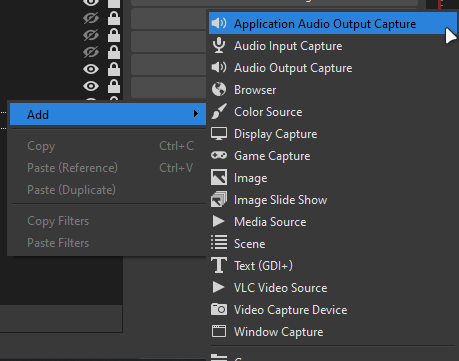 Add
Copy Ctrl+C
Paste (Reference) Ctrl+V
Paste (Duplicate)
Copy Filters
Paste Filters
Application Audio Output Capture
Audio Input Capture
Audio Output Capture
Browser
Color Source
Display Capture
Game Capture
Image
Image Slide Show
Media Source
Scene
Text (GDI+)
VLC Video Source
Video Capture Device
Window Capture